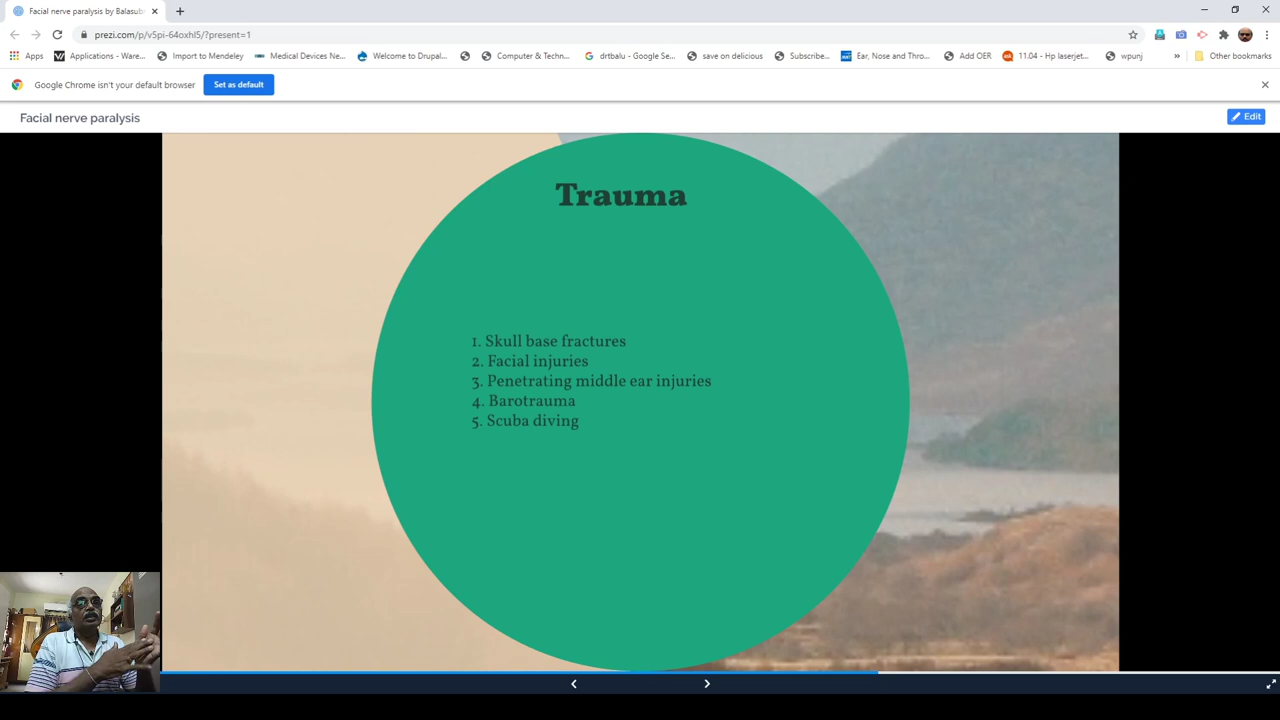 Facial nerve paralysis by Balasub
prezi.com/p/v5pi-64oxhl5/?present=1
Apps
Applications - Ware...
Import to Mendeley
Medical Devices Ne...
Welcome to Drupal...
Computer & Techn...
drtbalu - Google Se...
save on delicious
Subscribe...
Ear, Nose and Thro...
Add OER
11.04 - Hp laserjet...
wpunj
»
Other bookmarks
Google Chrome isn't your default browser
Set as default
Facial nerve paralysis
Edit
Trauma
1. Skull base fractures
2. Facial injuries
3. Penetrating middle ear injuries
4. Barotrauma
5. Scuba diving